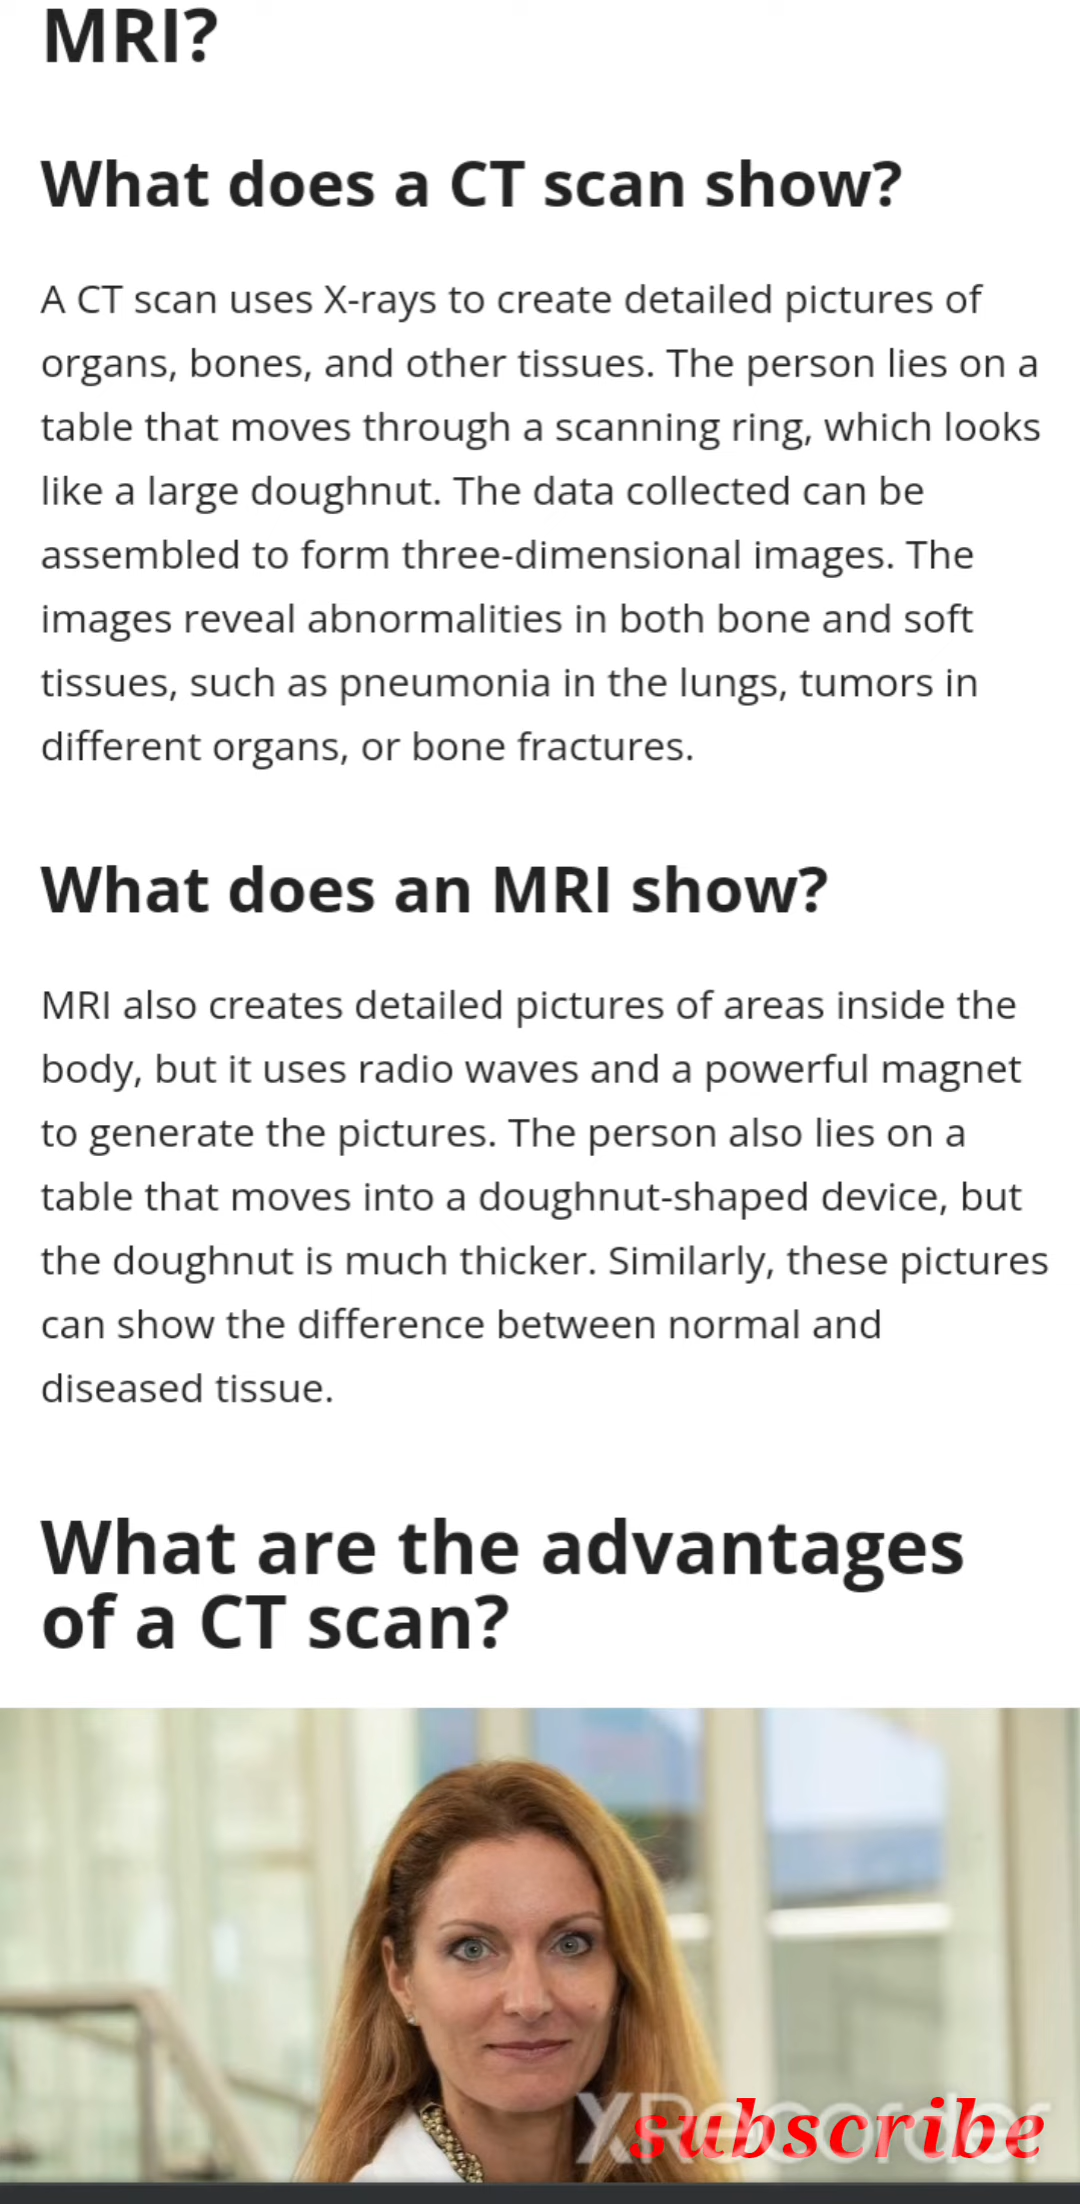 MRI?
What does a CT scan show?
A CT scan uses X-rays to create detailed pictures of
organs, bones, and other tissues. The person lies on a
table that moves through a scanning ring, which looks
like a large doughnut. The data collected can be
assembled to form three-dimensional images. The
images reveal abnormalities in both bone and soft
tissues, such as pneumonia in the lungs, tumors in
different organs, or bone fractures.
What does an MRI show?
MRI also creates detailed pictures of areas inside the
body, but it uses radio waves and a powerful magnet
to generate the pictures. The person also lies on a
table that moves into a doughnut-shaped device, but
the doughnut is much thicker. Similarly, these pictures
can show the difference between normal and
diseased tissue.
What are the advantages
of a CT scan?
XRecorder
subscribe